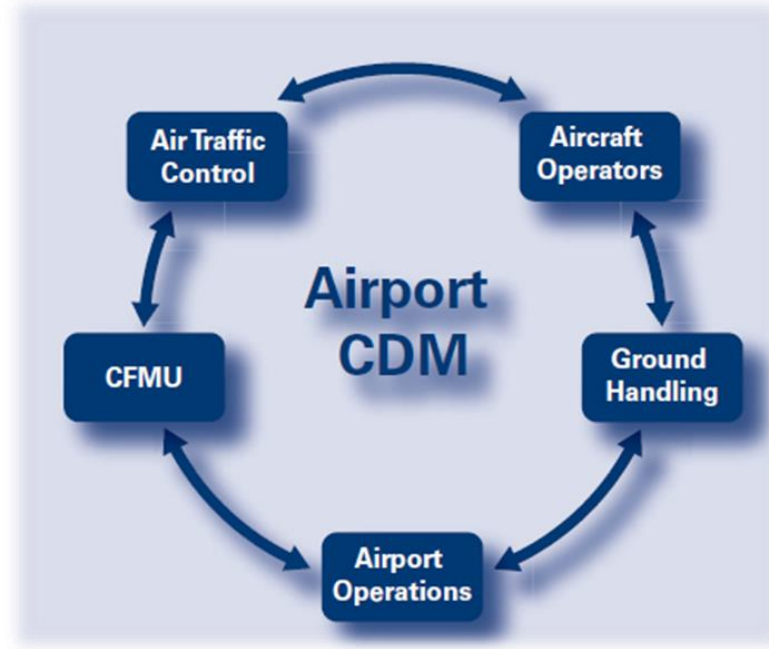 Air Traffic
Control
Aircraft
Operators
Airport
CDM
CFMU
Ground
Handling
Airport
Operations